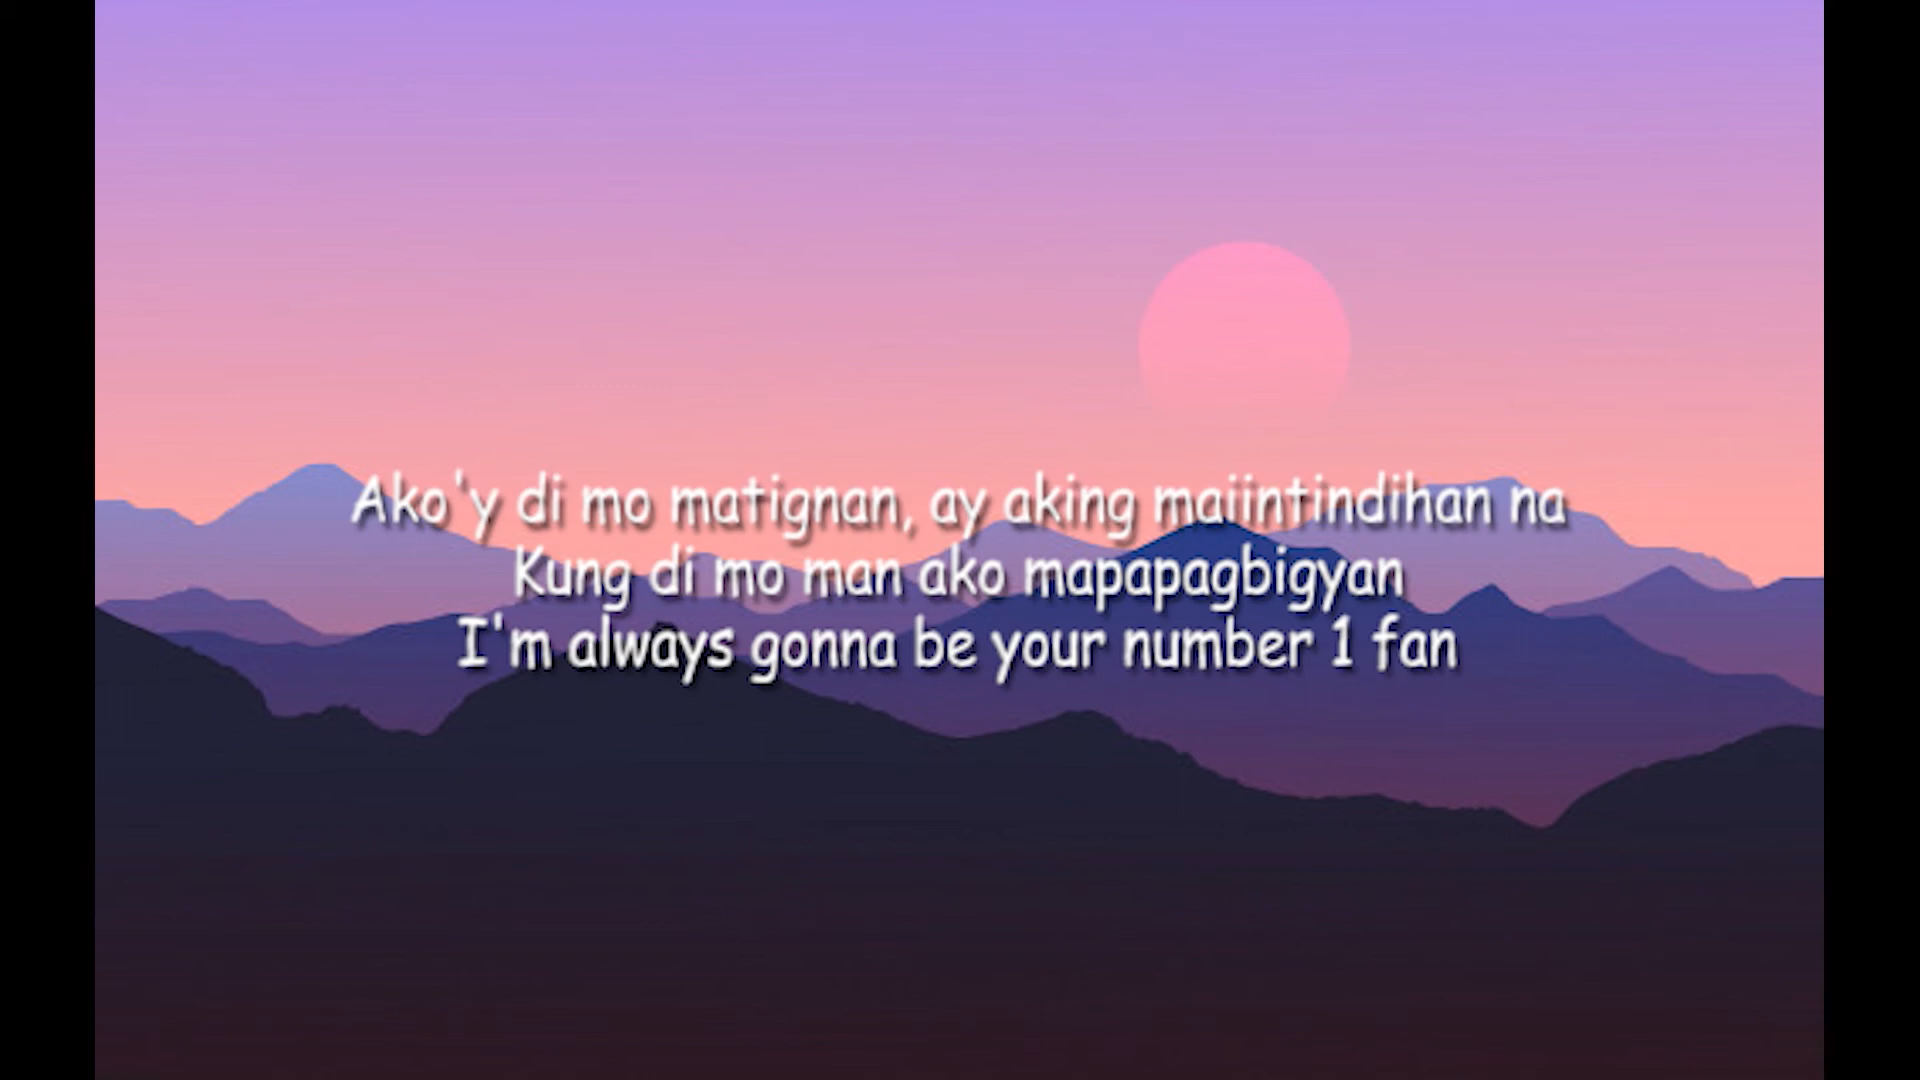 Ako'y di mo matignan, ay aking maiintindihan na
Kung di mo man ako mapapagbigyan
I'm always gonna be your number 1 fan